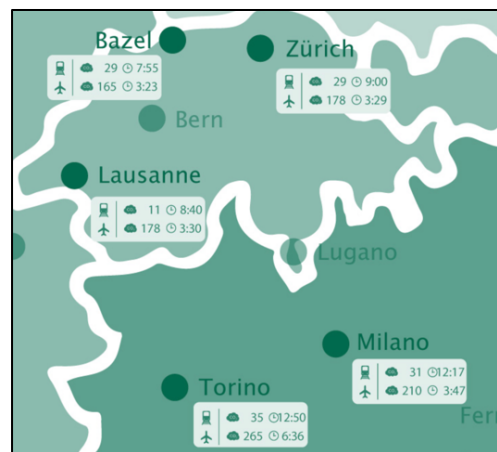 Bazel
29 7:55
165 3:23
Zürich
29 9:00
178 3:29
Bern
Lausanne
11 8:40
178 3:30
Lugano
Milano
31 12:17
210 3:47
Torino
35 12:50
265 6:36
Ferr